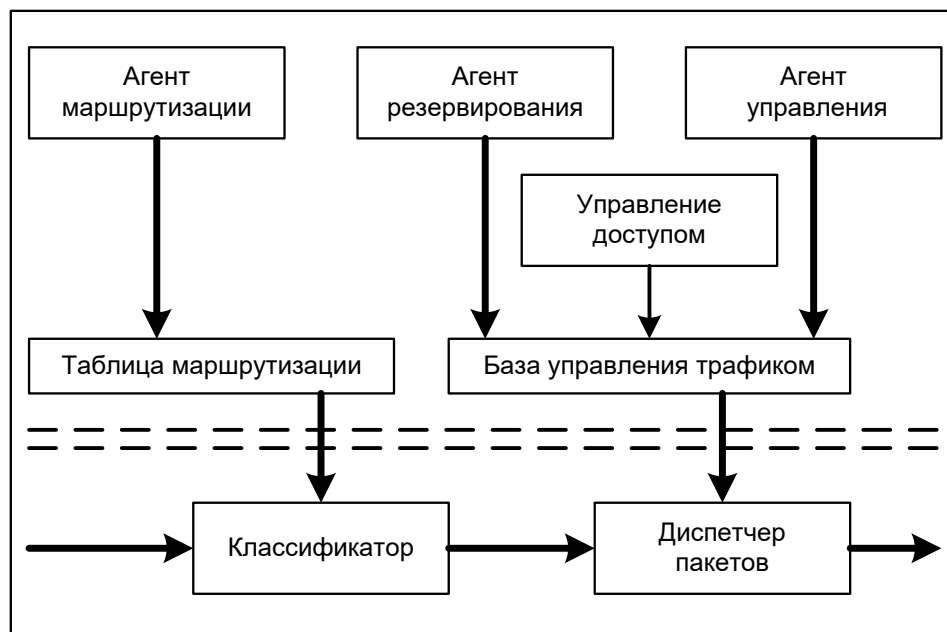 Агент
маршрутизации
Агент
резервирования
Агент
управления
Управление
доступом
Таблица маршрутизации
База управления трафиком
Классификатор
Диспетчер
пакетов